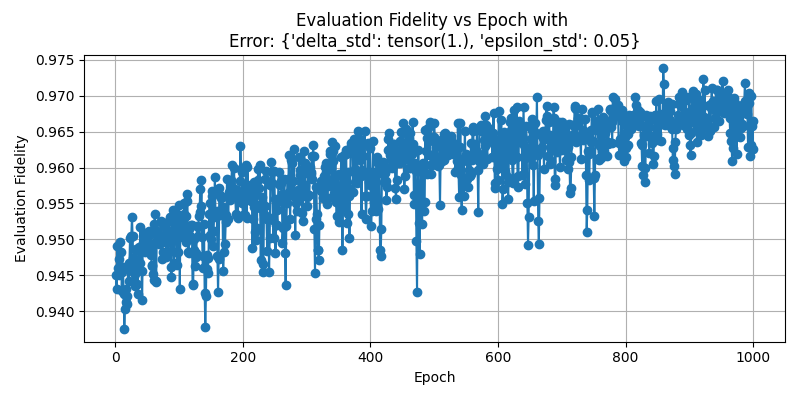 Evaluation Fidelity vs Epoch with
Error: {'delta_std': tensor(1.), 'epsilon_std': 0.05}
0.975
0.970
0.965
0.960
0.955
0.950
0.945
0.940
Evaluation Fidelity
0 200 400 600 800 1000
Epoch